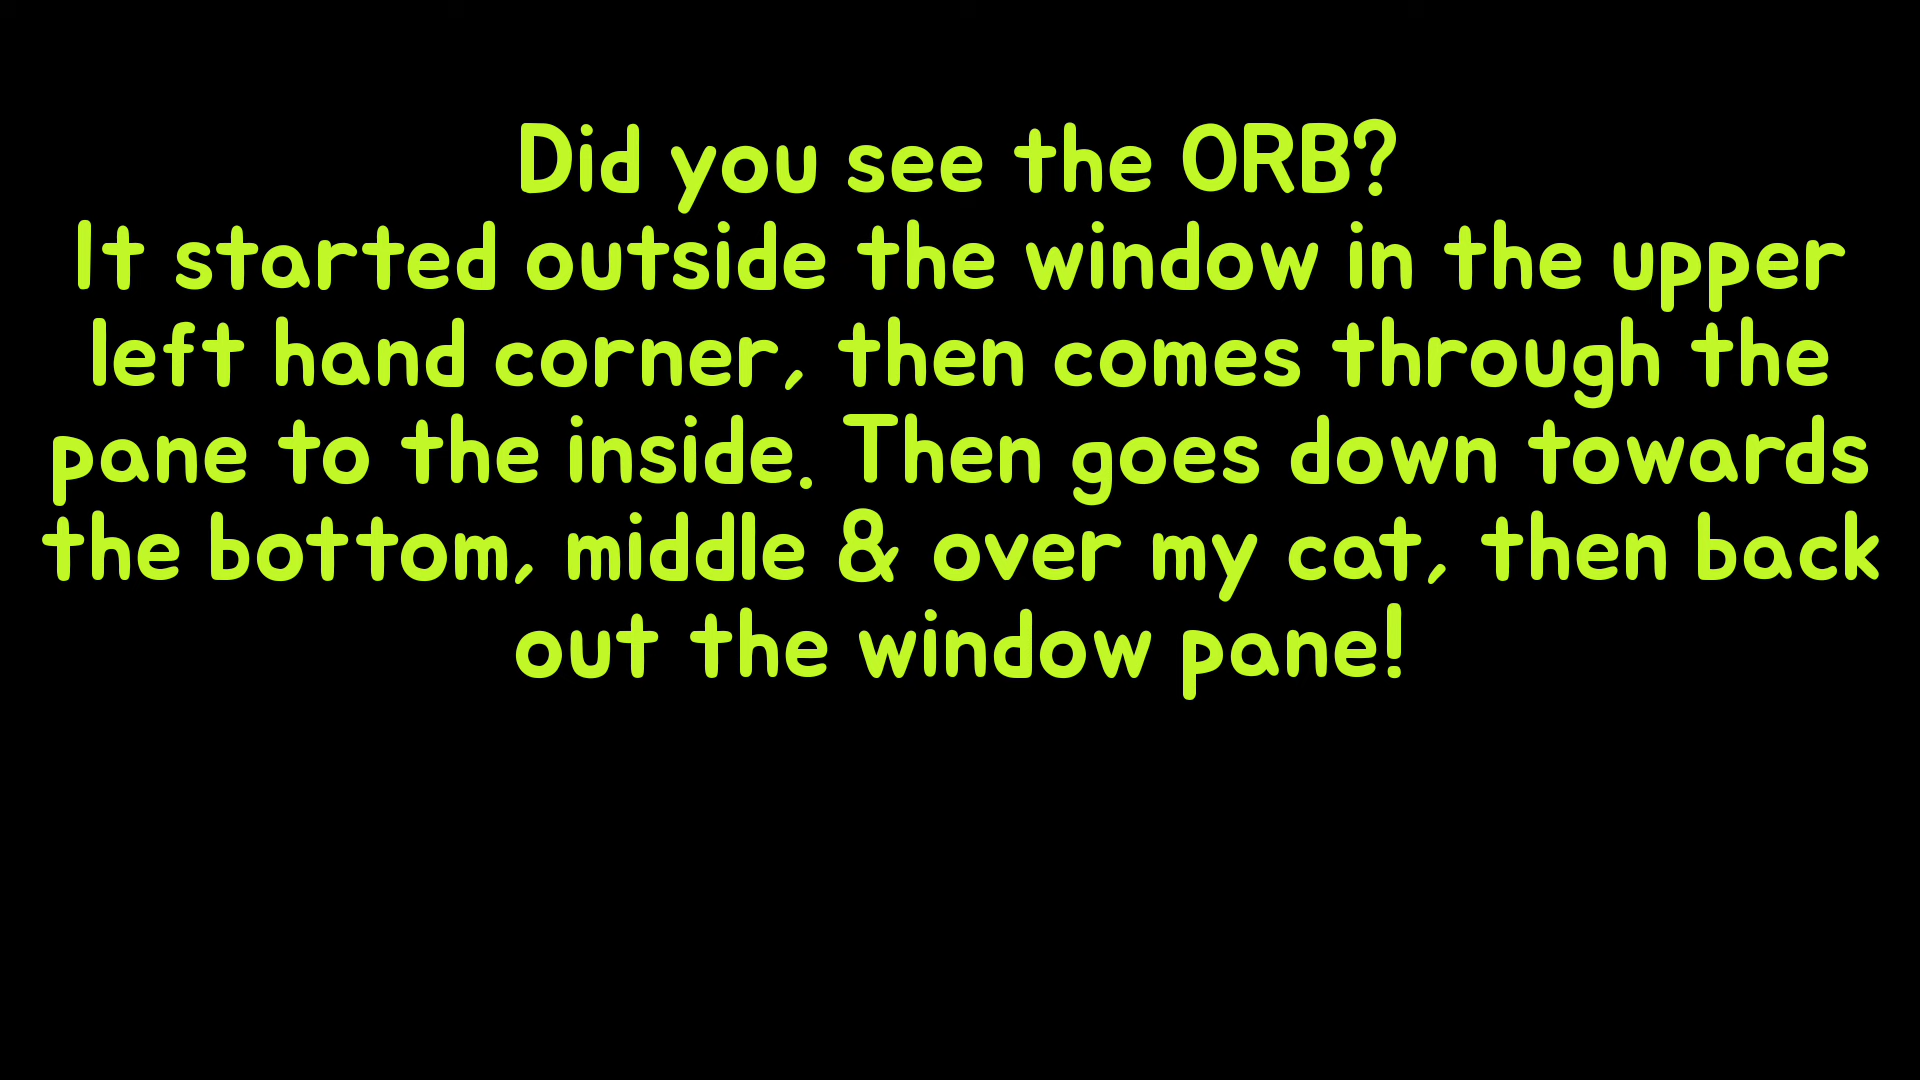 Did you see the ORB?
It started outside the window in the upper
left hand corner, then comes through the
pane to the inside. Then goes down towards
the bottom, middle & over my cat, then back
out the window pane!